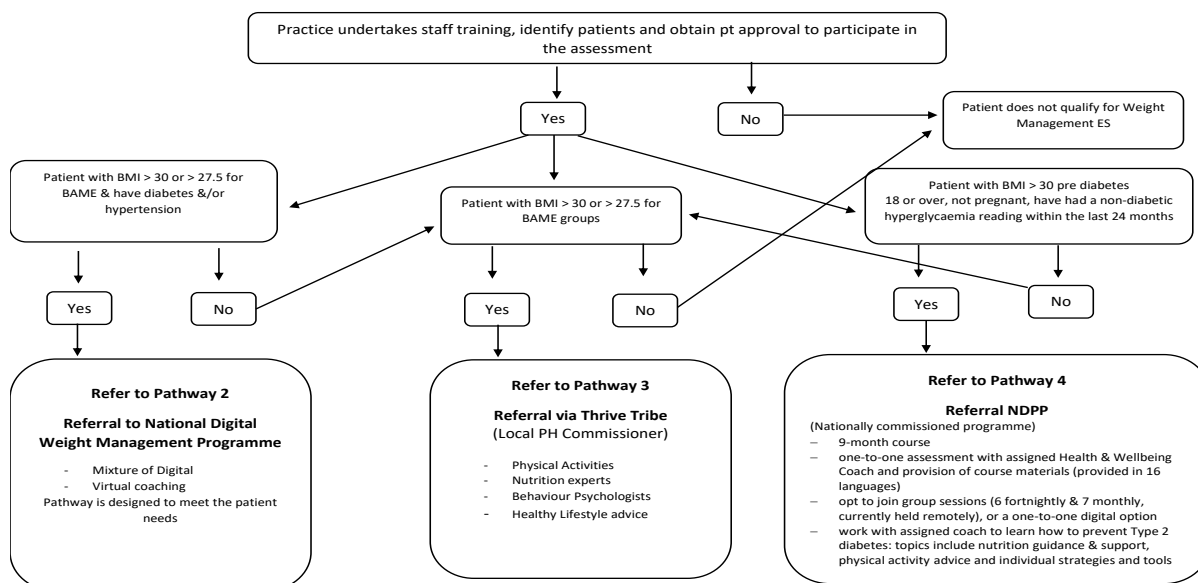 Practice undertakes staff training, identify patients and obtain pt approval to participate in
the assessment
Yes
No
Patient does not qualify for Weight
Management ES
Patient with BMI > 30 or > 27.5 for
BAME & have diabetes &/or
hypertension
Patient with BMI > 30 or > 27.5 for
BAME groups
Patient with BMI > 30 pre diabetes
18 or over, not pregnant, have had a non-diabetic
hyperglycaemia reading within the last 24 months
Yes
No
Yes
No
Yes
No
Refer to Pathway 2
Referral to National Digital
Weight Management Programme
- Mixture of Digital
- Virtual coaching
Pathway is designed to meet the patient
needs
Refer to Pathway 3
Referral via Thrive Tribe
(Local PH Commissioner)
- Physical Activities
- Nutrition experts
- Behaviour Psychologists
- Healthy Lifestyle advice
Refer to Pathway 4
Referral NDPP
(Nationally commissioned programme)
– 9-month course
– one-to-one assessment with assigned Health & Wellbeing
Coach and provision of course materials (provided in 16
languages)
– opt to join group sessions (6 fortnightly & 7 monthly,
currently held remotely), or a one-to-one digital option
– work with assigned coach to learn how to prevent Type 2
diabetes: topics include nutrition guidance & support,
physical activity advice and individual strategies and tools